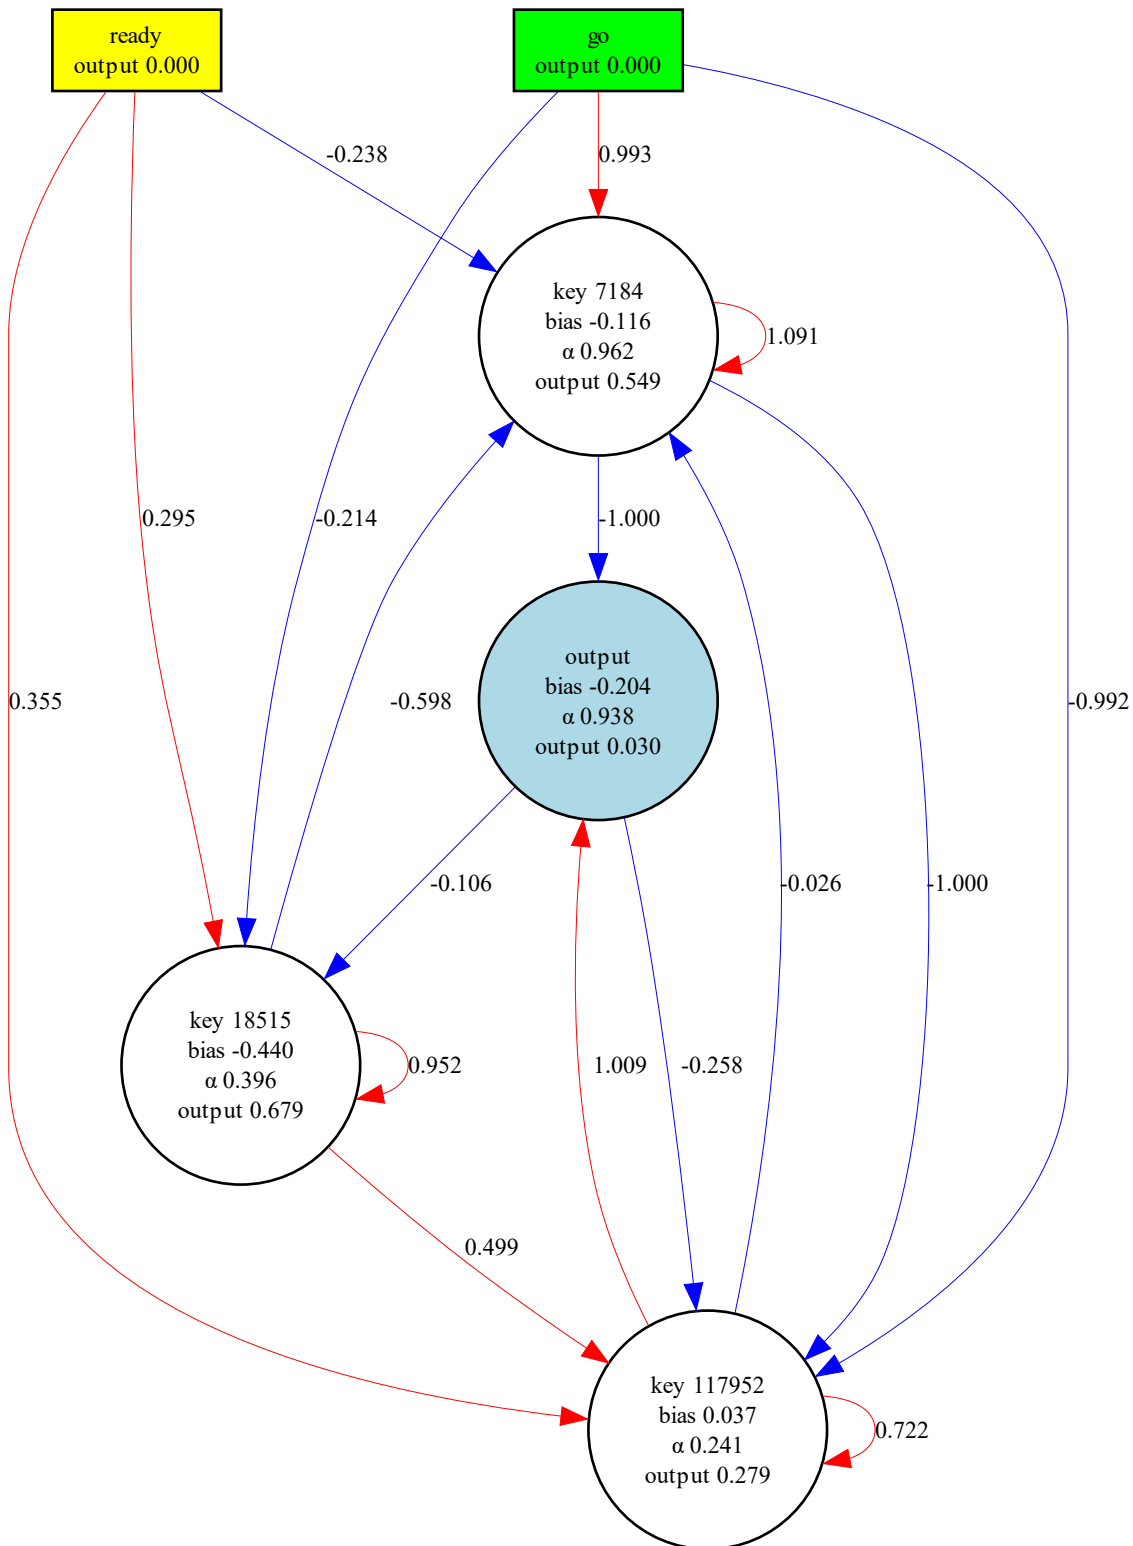 ready
output 0.000
go
output 0.000
-0.238
0.993
key 7184
bias -0.116
α 0.962
output 0.549
1.091
0.295
-0.214
-1.000
output
bias -0.204
α 0.938
output 0.030
0.355
-0.598
-0.992
-0.106
-0.026
-1.000
key 18515
bias -0.440
α 0.396
output 0.679
0.952
1.009
-0.258
0.499
key 117952
bias 0.037
α 0.241
output 0.279
0.722